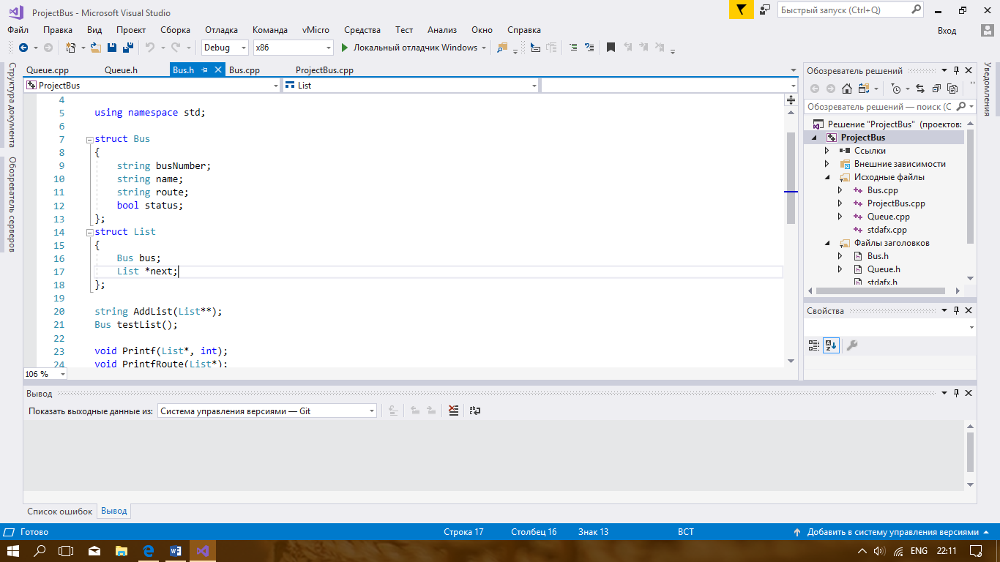 ProjectBus - Microsoft Visual Studio
Быстрый запуск (Ctrl+Q)
Файл Правка Вид Проект Сборка Отладка Команда vMicro Средства Тест Анализ Окно Справка
Вход
Debug x86 Локальный отладчик Windows
Структура документа
Обозреватель серверов
Queue.cpp Queue.h Bus.h Bus.cpp ProjectBus.cpp
ProjectBus List
4
5 using namespace std;
6
7 struct Bus
8 {
9 string busNumber;
10 string name;
11 string route;
12 bool status;
13 };
14 struct List
15 {
16 Bus bus;
17 List *next;
18 };
19
20 string AddList(List**);
21 Bus testList();
22
23 void Printf(List*, int);
24 void PrintfRoute(List*);
106 %
Обозреватель решений
Обозреватель решений — поиск (C
Решение "ProjectBus" (проектов:
ProjectBus
Ссылки
Внешние зависимости
Исходные файлы
Bus.cpp
ProjectBus.cpp
Queue.cpp
stdafx.cpp
Файлы заголовков
Bus.h
Queue.h
stdafx.h
Свойства
Уведомления
Вывод
Показать выходные данные из: Система управления версиями — Git
Список ошибок Вывод
Готово Строка 17 Столбец 16 Знак 13 ВСТ Добавить в систему управления версиями
ENG 22:11